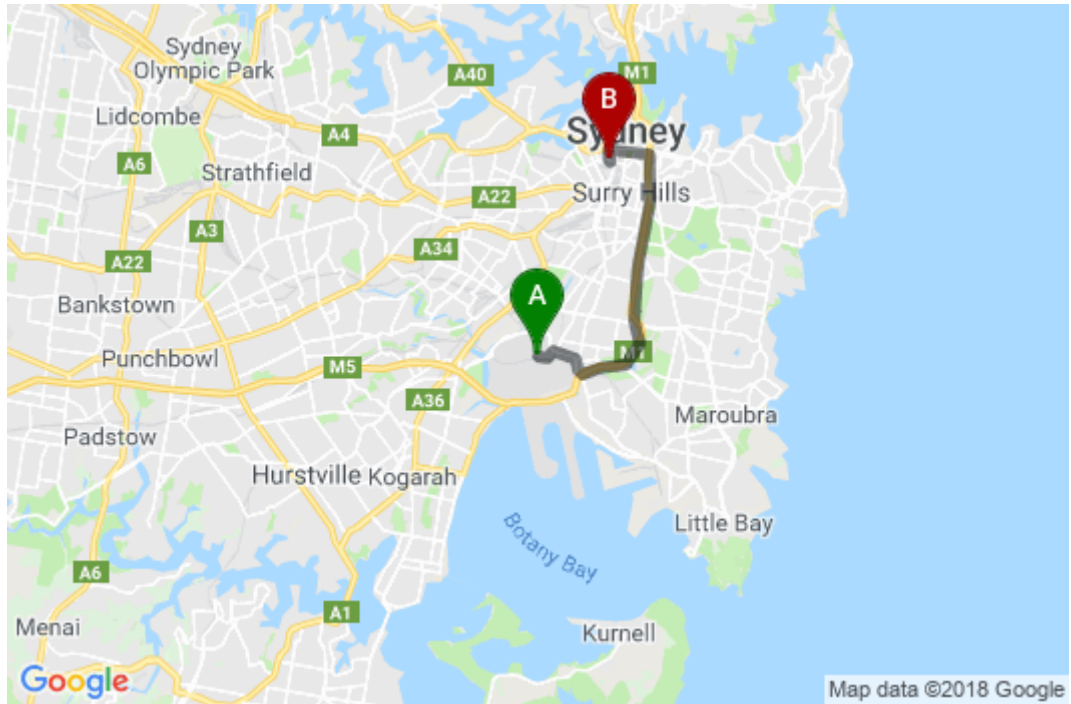 Sydney
Olympic Park
A40
M1
B
Lidcombe
A4
Sydney
A6
Strathfield
A22
Surry Hills
A3
A34
A22
A
Bankstown
Punchbowl
M5
A36
Maroubra
Padstow
Hurstville
Kogarah
Little Bay
Botany Bay
A6
A1
Menai
Kurnell
Google
Map data ©2018 Google